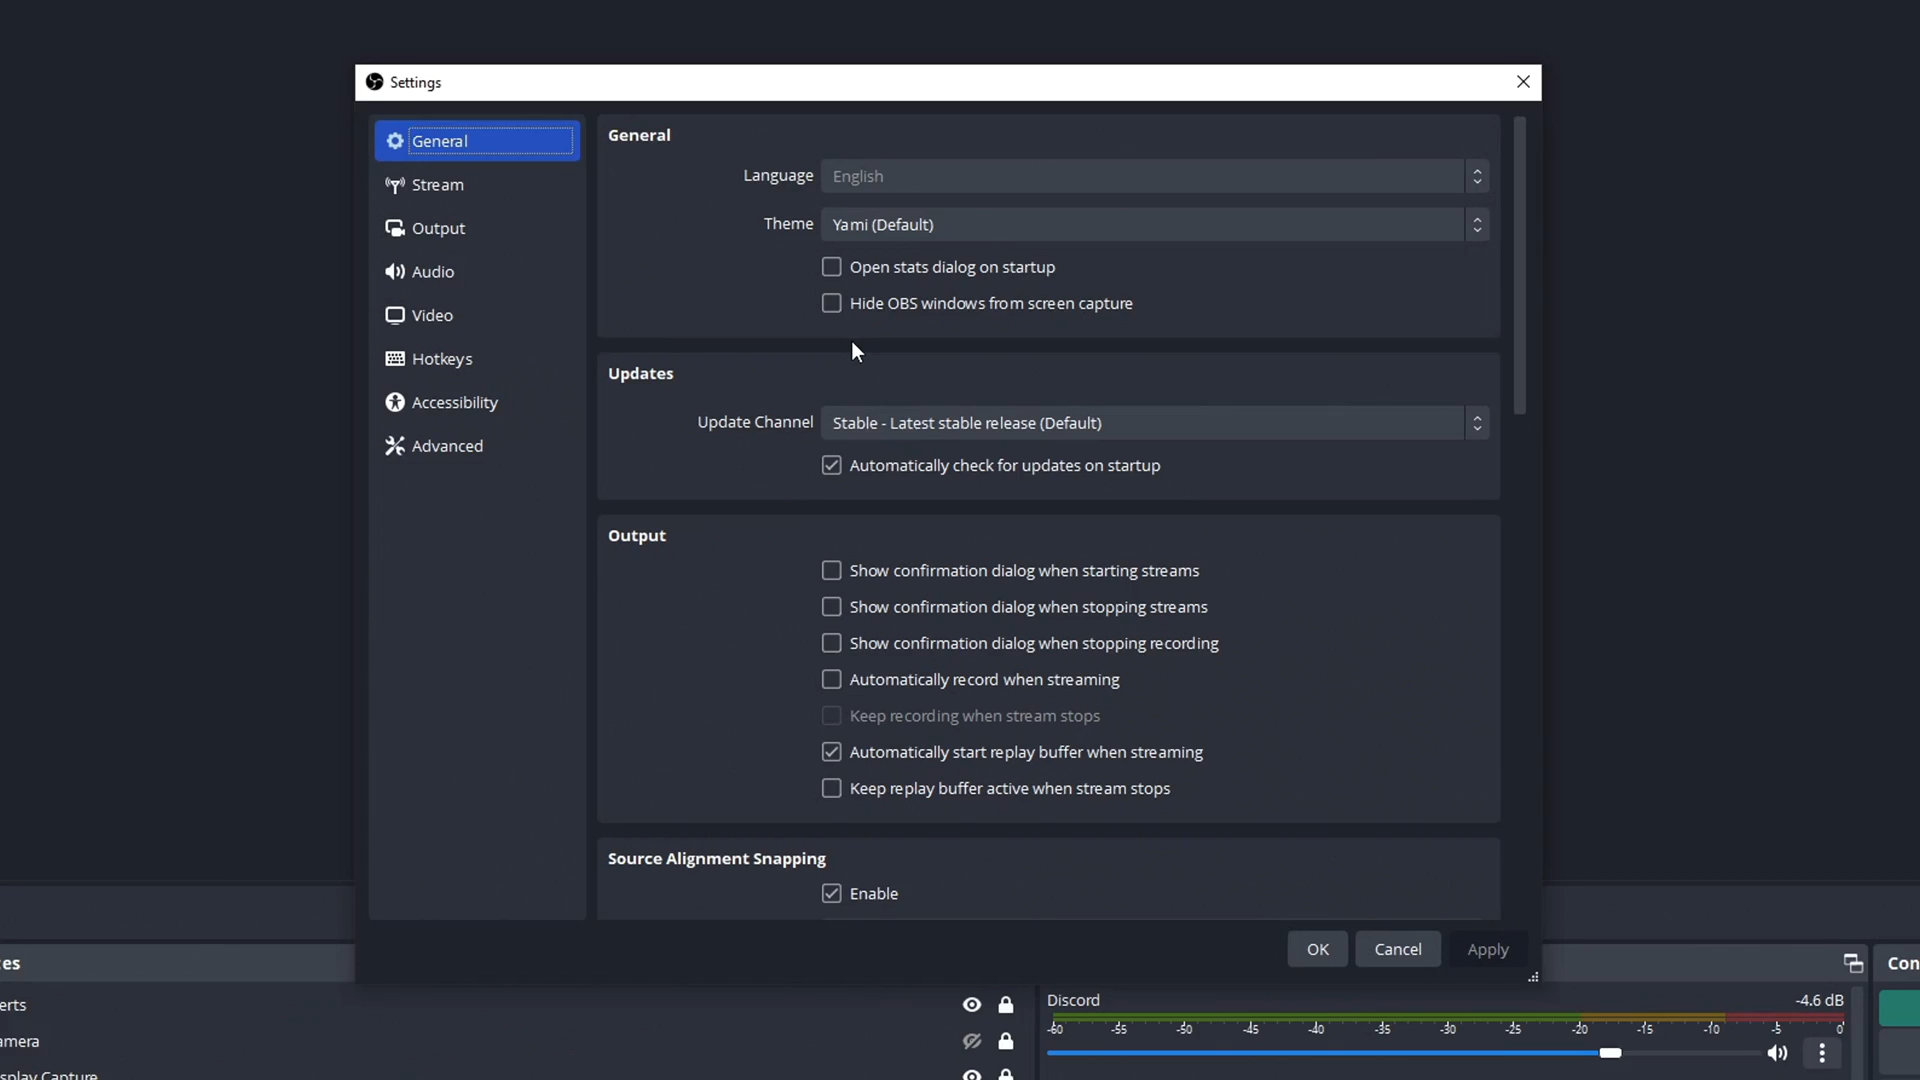 Settings
General
Stream
Output
Audio
Video
Hotkeys
Accessibility
Advanced
General
Language English
Theme Yami (Default)
Open stats dialog on startup
Hide OBS windows from screen capture
Updates
Update Channel Stable - Latest stable release (Default)
Automatically check for updates on startup
Output
Show confirmation dialog when starting streams
Show confirmation dialog when stopping streams
Show confirmation dialog when stopping recording
Automatically record when streaming
Keep recording when stream stops
Automatically start replay buffer when streaming
Keep replay buffer active when stream stops
Source Alignment Snapping
Enable
OK Cancel Apply
es
erts
amera
splay Capture
Discord -4.6 dB
-60 -55 -50 -45 -40 -35 -30 -25 -20 -15 -10 -5 0
Con